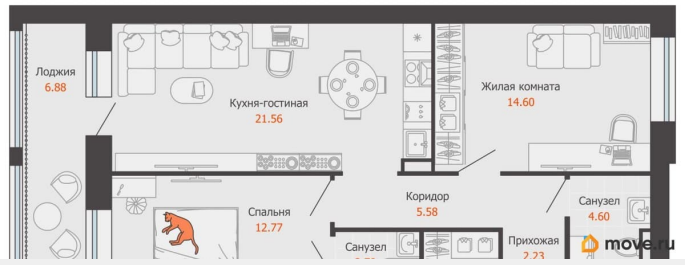 Лоджия
6.88
Кухня-гостиная
21.56
Жилая комната
14.60
Спальня
12.77
Коридор
5.58
Санузел
4.60
Санузел
Прихожая
2.23
move.ru